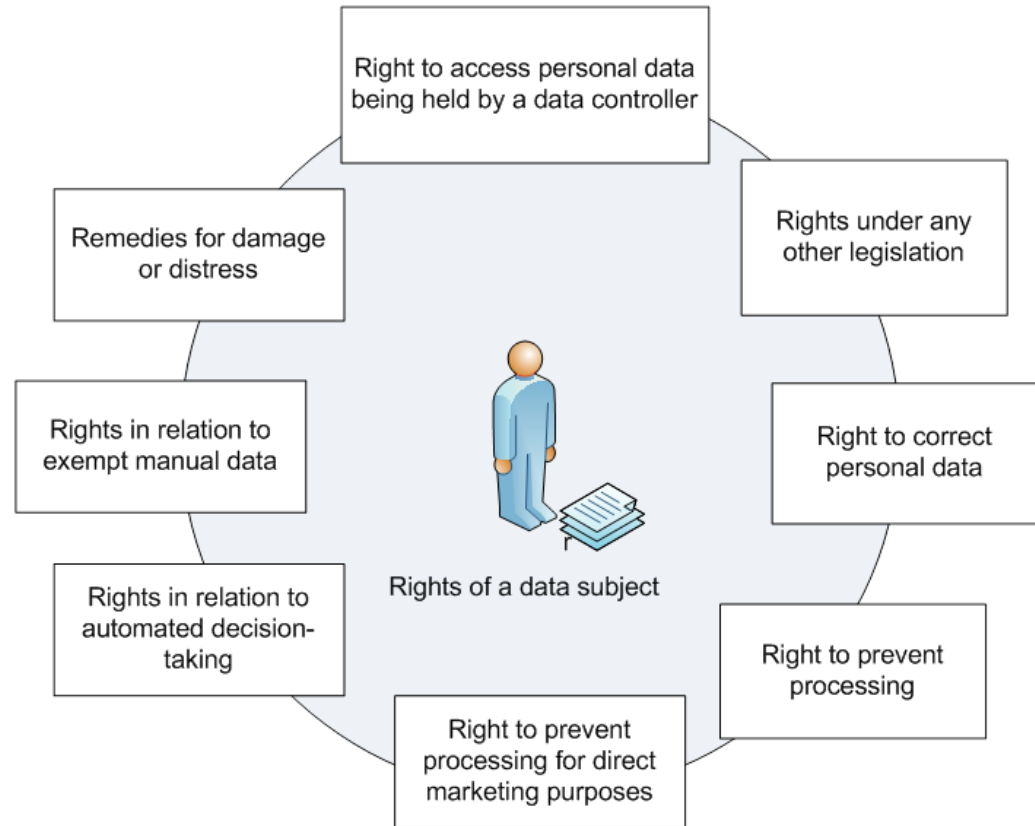 Right to access personal data
being held by a data controller
Rights under any
other legislation
Right to correct
personal data
Right to prevent
processing
Right to prevent
processing for direct
marketing purposes
Rights in relation to
automated decision-
taking
Rights in relation to
exempt manual data
Remedies for damage
or distress
Rights of a data subject